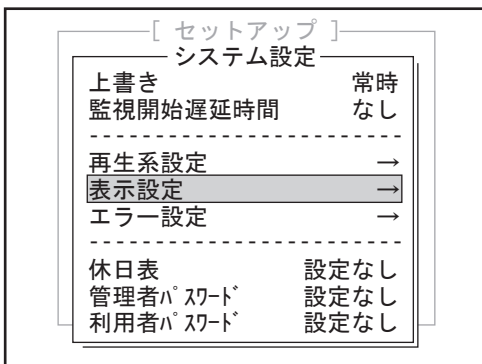 [ セットアップ ]
システム設定
上書き 常時
監視開始遅延時間 なし
------------------------
再生系設定 →
表示設定 →
エラー設定 →
------------------------
休日表 設定なし
管理者ﾊﾟｽﾜｰﾄﾞ 設定なし
利用者ﾊﾟｽﾜｰﾄﾞ 設定なし